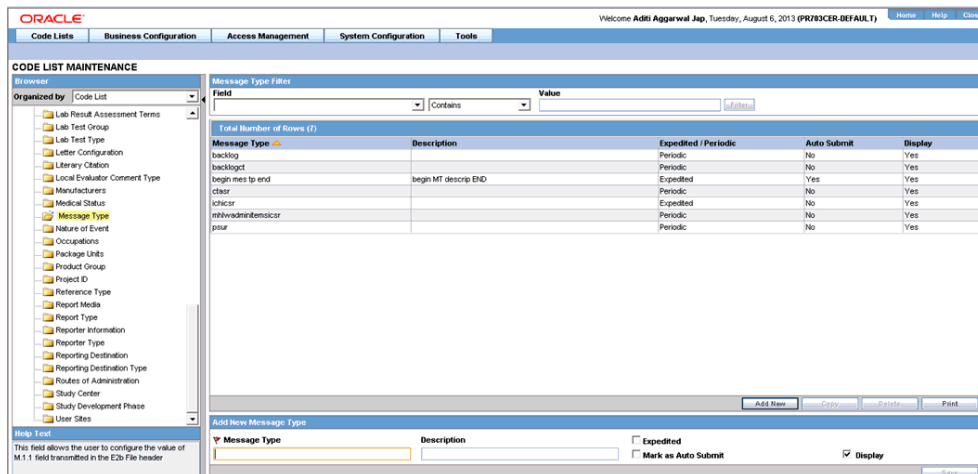 ORACLE
Welcome Aditi Aggarwal Jap, Tuesday, August 6, 2013 (PR703CER-DEFAULT)
Home Help Clos
Code Lists Business Configuration Access Management System Configuration Tools
CODE LIST MAINTENANCE
Browser
Organized by Code List
Lab Result Assessment Terms
Lab Test Group
Lab Test Type
Letter Configuration
Literary Citation
Local Evaluator Comment Type
Manufacturers
Medical Status
Message Type
Nature of Event
Occupations
Package Units
Product Group
Project ID
Reference Type
Report Media
Report Type
Reporter Information
Reporter Type
Reporting Destination
Reporting Destination Type
Routes of Administration
Study Center
Study Development Phase
User Sites
Help Text
This field allows the user to configure the value of
M.1.1 field transmitted in the E2b File header
Message Type Filter
Field Value
Contains Filter
Total Number of Rows (7)
Message Type Description Expedited / Periodic Auto Submit Display
backlog Periodic No Yes
backlogct Periodic No Yes
begin mes tp end begin MT descrip END Expedited Yes Yes
ctasr Periodic No Yes
ichicsr Expedited No Yes
mhlwadminitemsicsr Periodic No Yes
psur Periodic No Yes
Add New Copy Delete Print
Add New Message Type
Message Type Description Expedited
Mark as Auto Submit Display